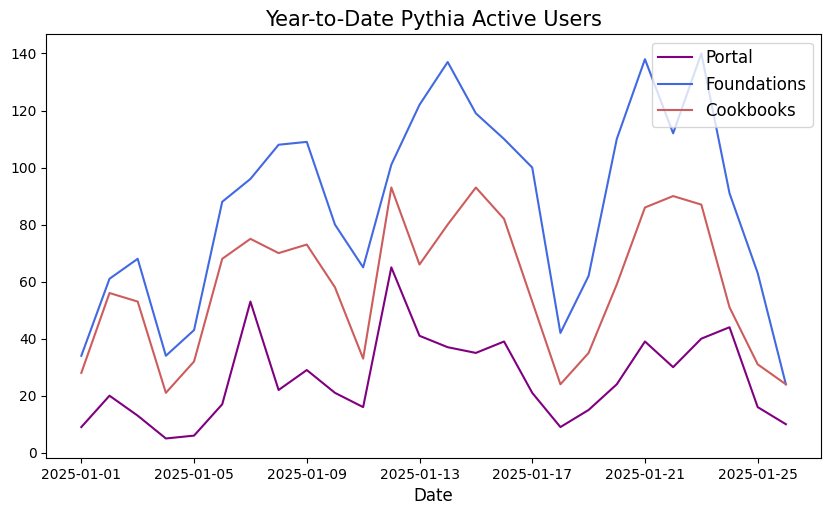 Year-to-Date Pythia Active Users
Portal
Foundations
Cookbooks
140
120
100
80
60
40
20
0
2025-01-01 2025-01-05 2025-01-09 2025-01-13 2025-01-17 2025-01-21 2025-01-25
Date